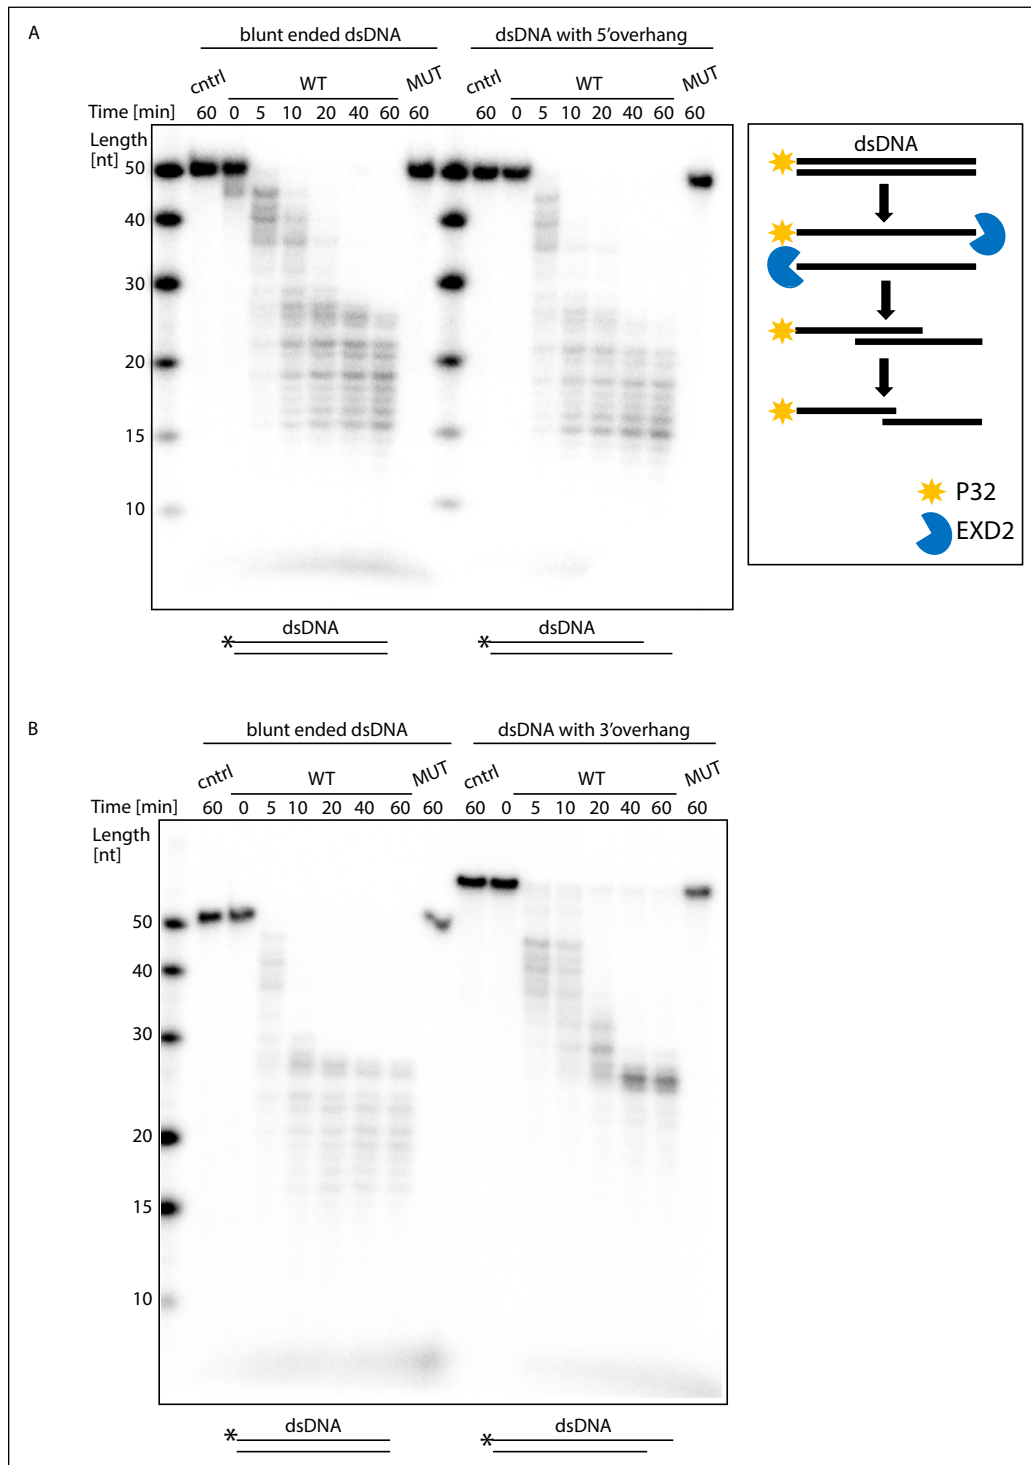 A
blunt ended dsDNA
dsDNA with 5'overhang
cntrl WT MUT cntrl WT MUT
Time [min] 60 0 5 10 20 40 60 60 60 0 5 10 20 40 60 60
Length
[nt]
50
40
30
20
15
10
* dsDNA
* dsDNA
dsDNA
P32
EXD2
B
blunt ended dsDNA
dsDNA with 3'overhang
cntrl WT MUT cntrl WT MUT
Time [min] 60 0 5 10 20 40 60 60 60 0 5 10 20 40 60 60
Length
[nt]
50
40
30
20
15
10
* dsDNA
* dsDNA